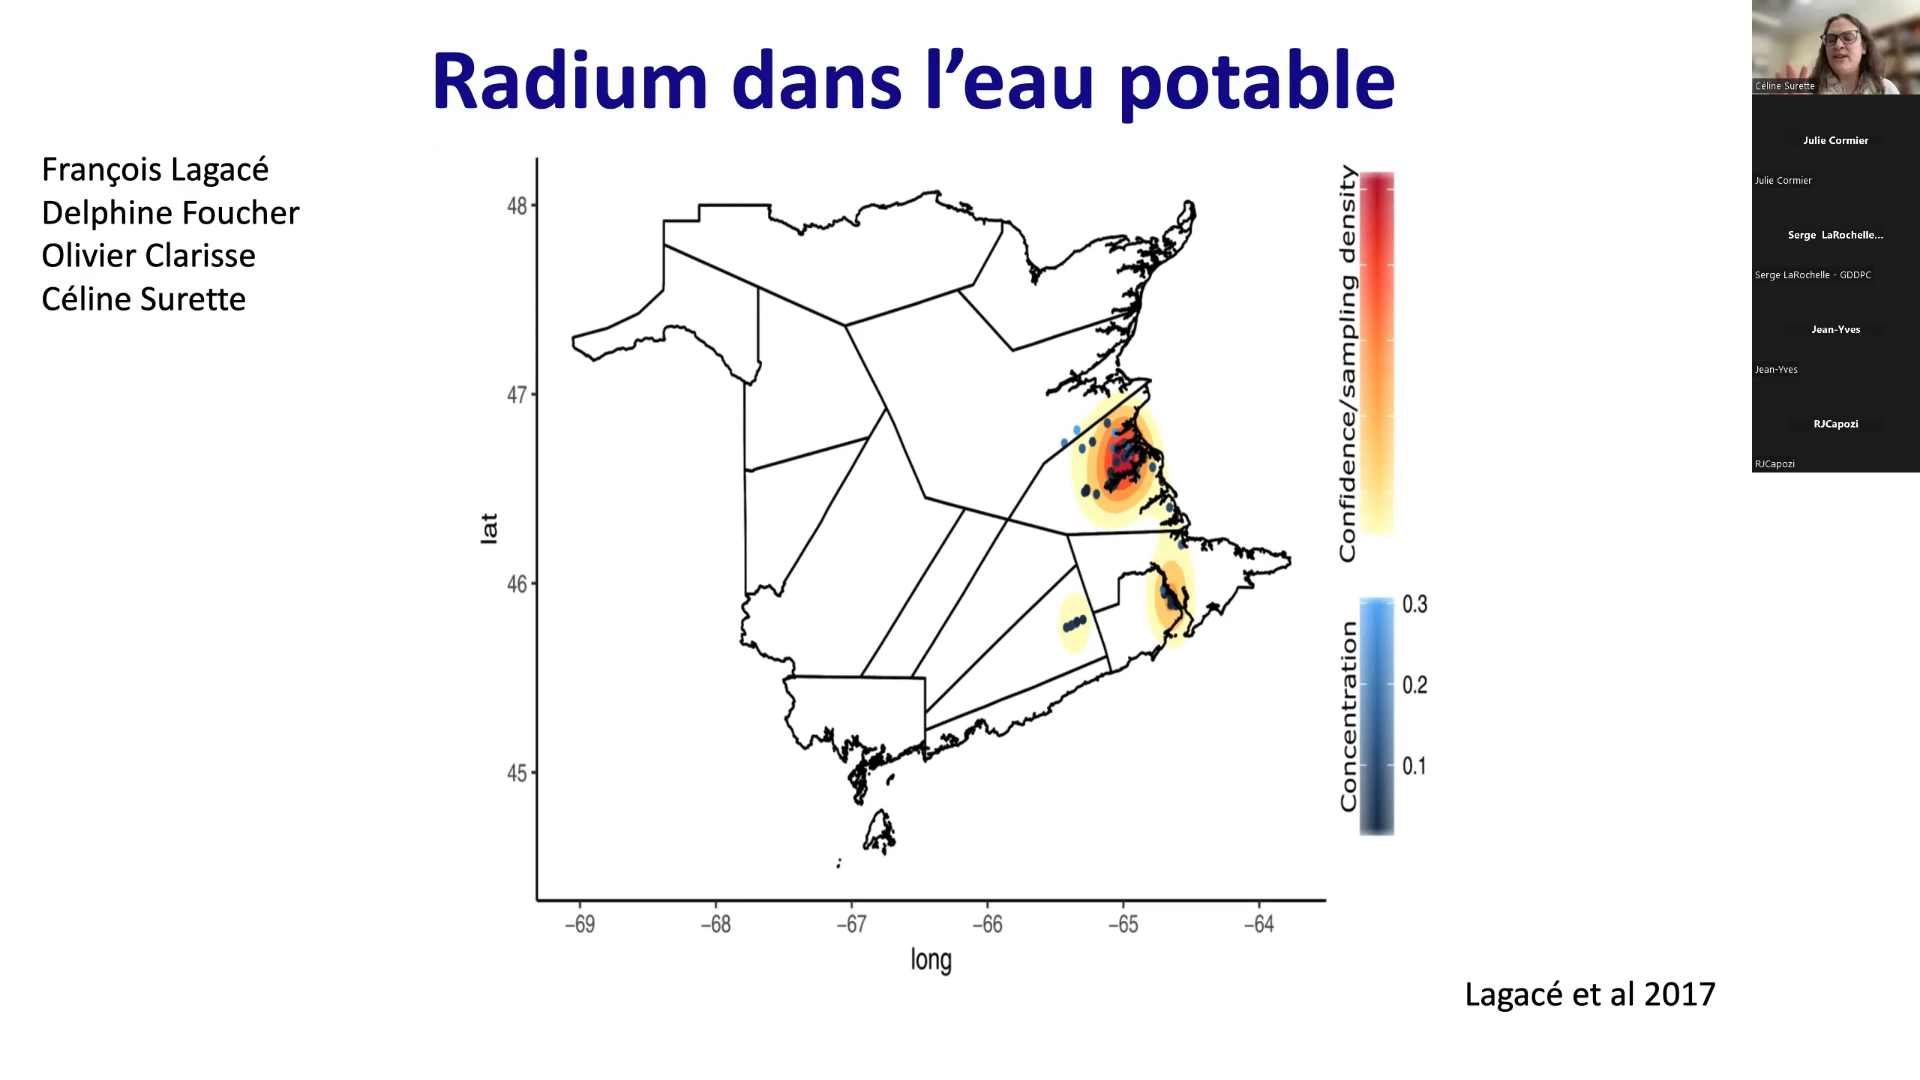 Radium dans l’eau potable
François Lagacé
Delphine Foucher
Olivier Clarisse
Céline Surette
48
47
46
45
lat
−69
−68
−67
−66
−65
−64
long
Confidence/sampling density
Concentration
0.3
0.2
0.1
Lagacé et al 2017
Céline Surette
Julie Cormier
Julie Cormier
Serge LaRochelle...
Serge LaRochelle - GDDPC
Jean-Yves
Jean-Yves
RJCapozi
RJCapozi